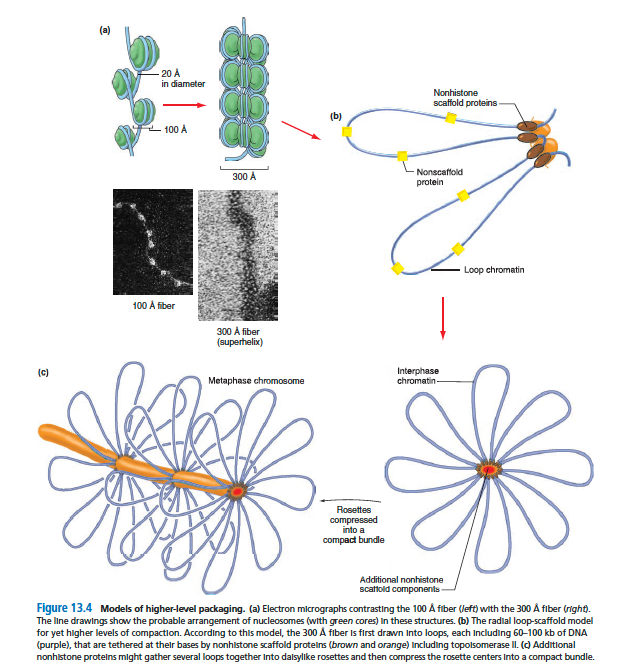 (a)
20 Å
in diameter
100 Å
300 Å
100 Å fiber
300 Å fiber
(superhelix)
(b)
Nonhistone
scaffold proteins
Nonscaffold
protein
Loop chromatin
(c)
Metaphase chromosome
Interphase
chromatin
Rosettes
compressed
into a
compact bundle
Additional nonhistone
scaffold components
Figure 13.4 Models of higher-level packaging. (a) Electron micrographs contrasting the 100 Å fiber (left) with the 300 Å fiber (right).
The line drawings show the probable arrangement of nucleosomes (with green cores) in these structures. (b) The radial loop-scaffold model
for yet higher levels of compaction. According to this model, the 300 Å fiber is first drawn into loops, each including 60–100 kb of DNA
(purple), that are tethered at their bases by nonhistone scaffold proteins (brown and orange) including topoisomerase II. (c) Additional
nonhistone proteins might gather several loops together into daisylike rosettes and then compress the rosette centers into a compact bundle.